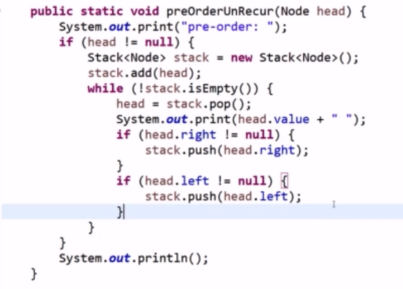 public static void preOrderUnRecur(Node head) {
System.out.print("pre-order: ");
if (head != null) {
Stack<Node> stack = new Stack<Node>();
stack.add(head);
while (!stack.isEmpty()) {
head = stack.pop();
System.out.print(head.value + " ");
if (head.right != null) {
stack.push(head.right);
}
if (head.left != null) {
stack.push(head.left);
}
}
}
System.out.println();
}